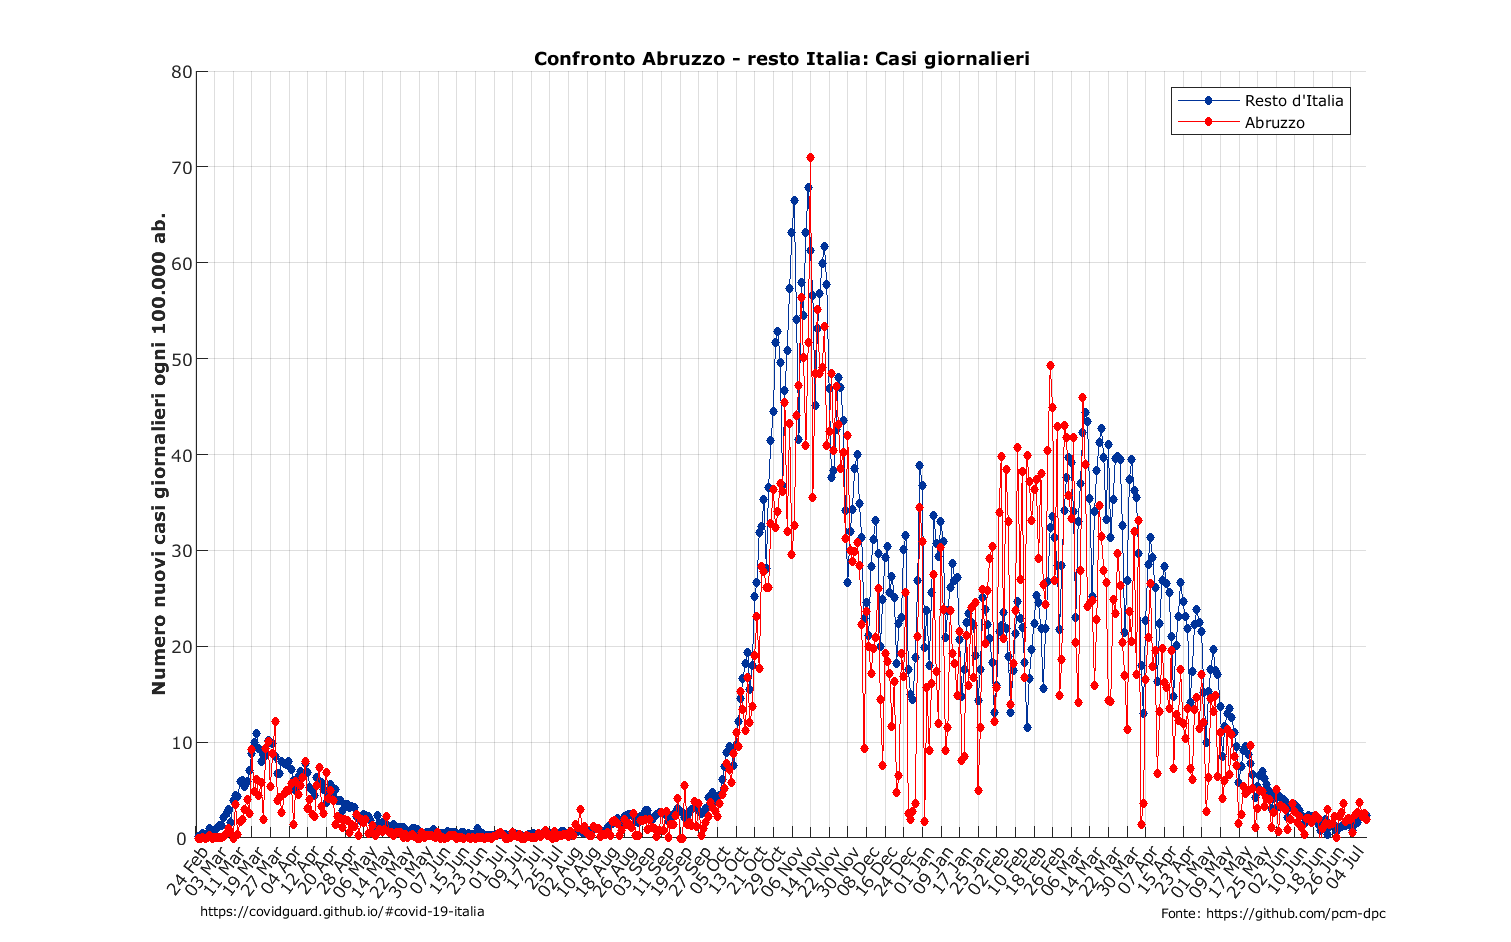 Confronto Abruzzo - resto Italia: Casi giornalieri
Resto d'Italia
Abruzzo
Numero nuovi casi giornalieri ogni 100.000 ab.
80
70
60
50
40
30
20
10
0
24 Feb
03 Mar
11 Mar
19 Mar
27 Mar
04 Apr
12 Apr
20 Apr
28 Apr
06 May
14 May
22 May
30 May
07 Jun
15 Jun
23 Jun
01 Jul
09 Jul
17 Jul
25 Jul
02 Aug
10 Aug
18 Aug
26 Aug
03 Sep
11 Sep
19 Sep
27 Sep
05 Oct
13 Oct
21 Oct
29 Oct
06 Nov
14 Nov
22 Nov
30 Nov
08 Dec
16 Dec
24 Dec
01 Jan
09 Jan
17 Jan
25 Jan
02 Feb
10 Feb
18 Feb
26 Feb
06 Mar
14 Mar
22 Mar
30 Mar
07 Apr
15 Apr
23 Apr
01 May
09 May
17 May
25 May
02 Jun
10 Jun
18 Jun
26 Jun
04 Jul
https://covidguard.github.io/#covid-19-italia
Fonte: https://github.com/pcm-dpc